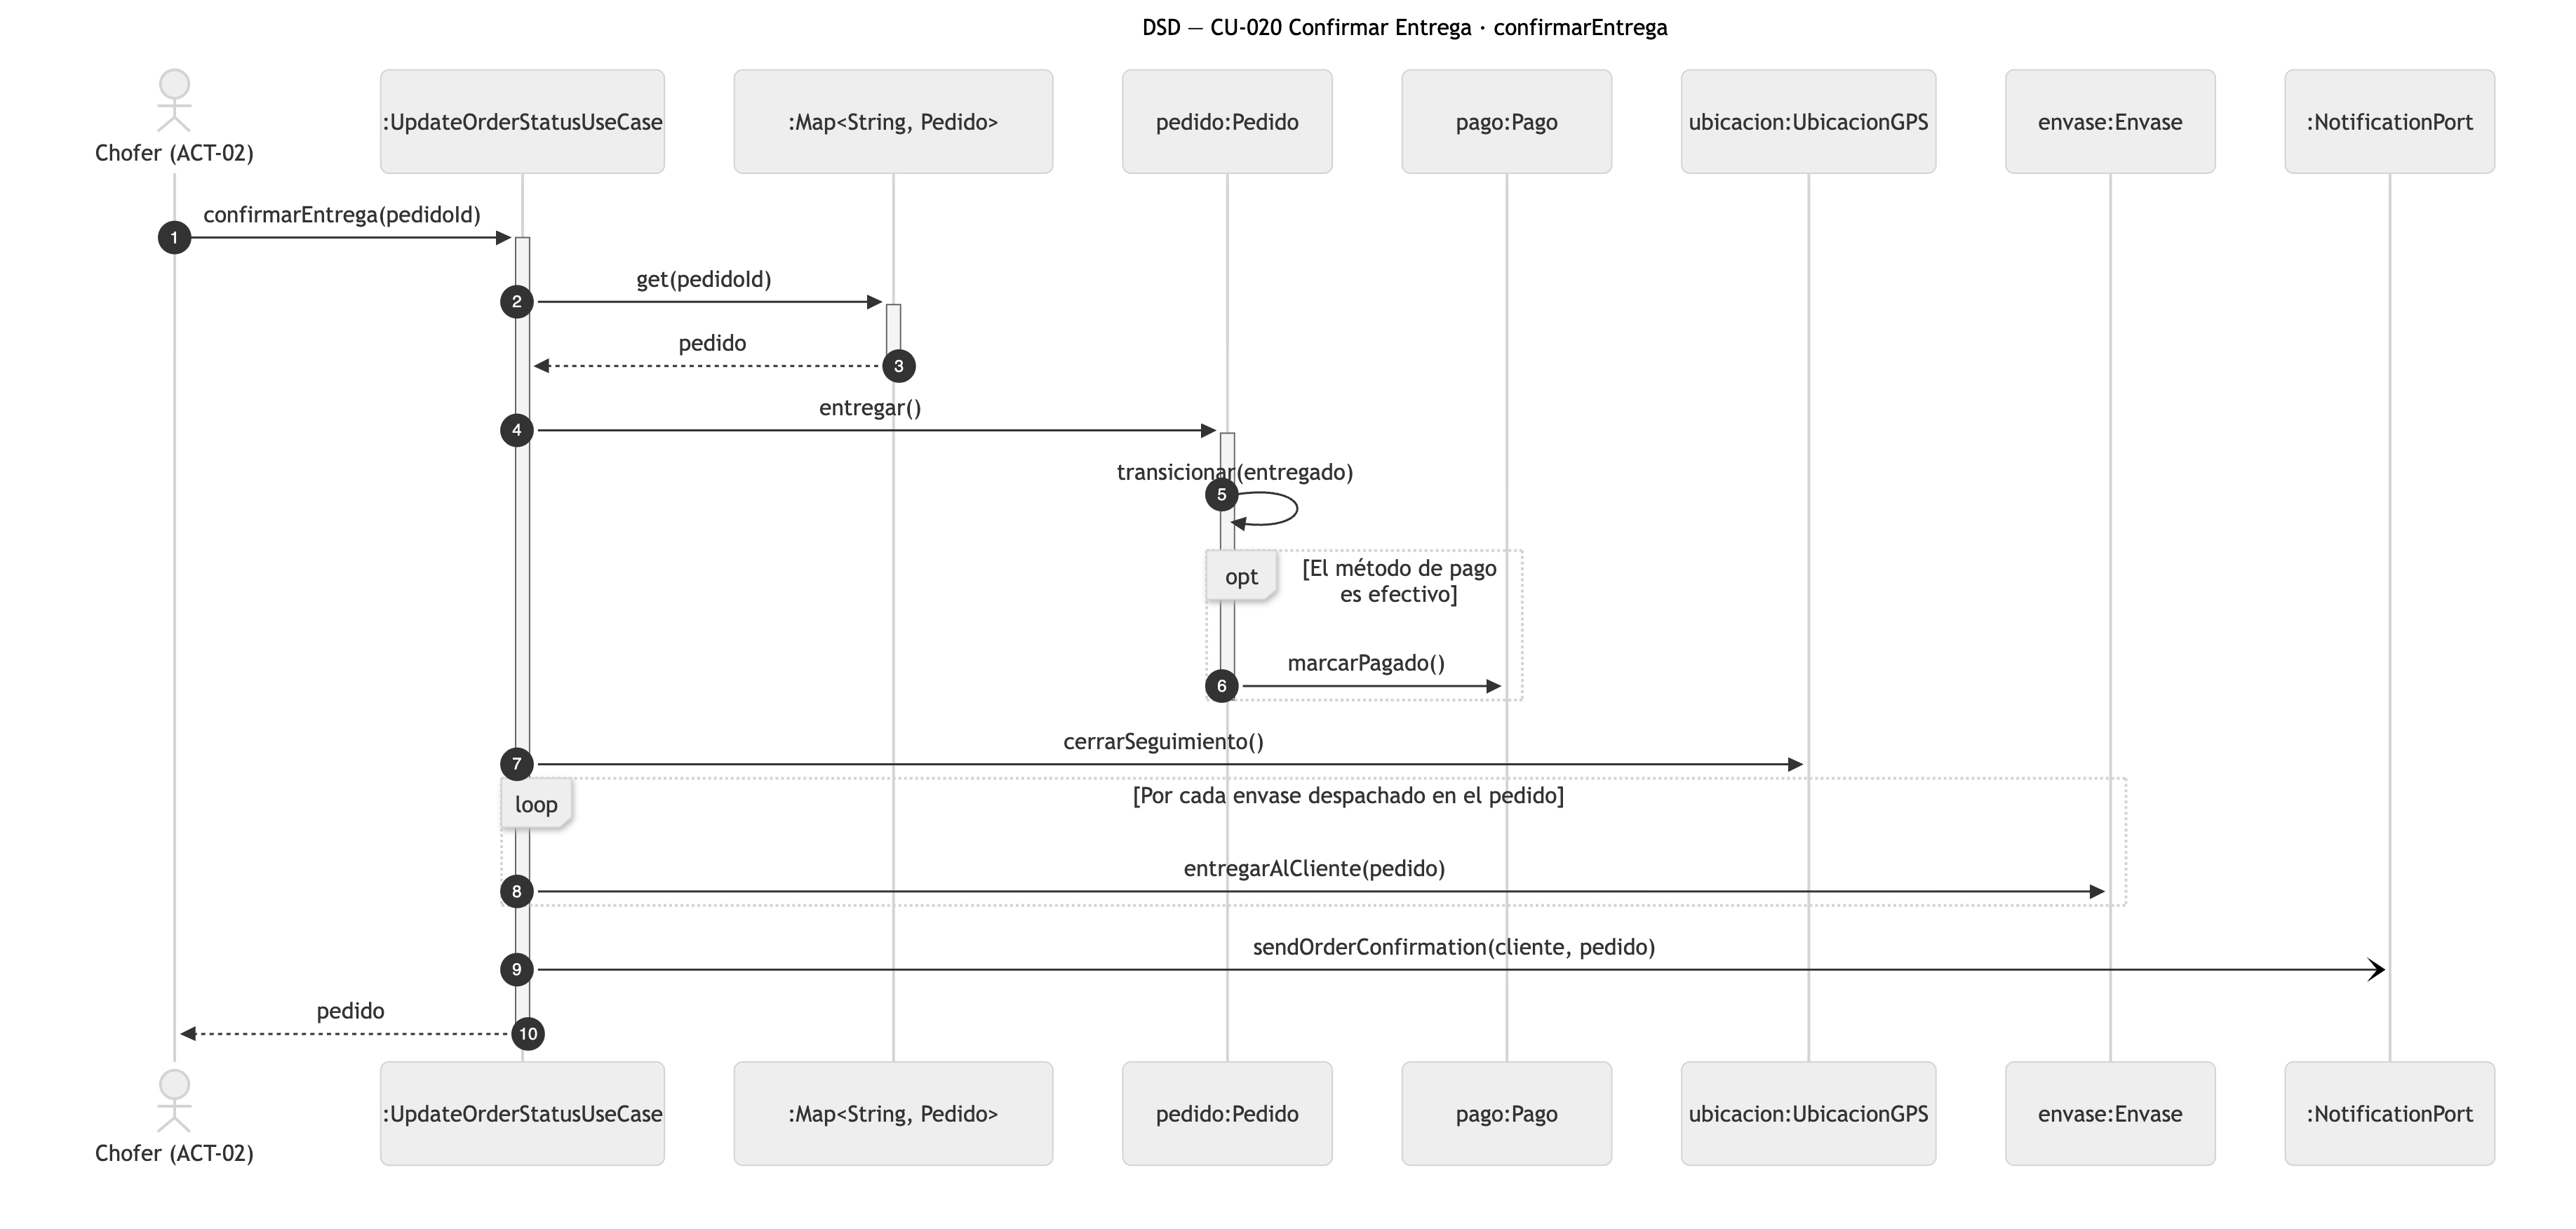 DSD — CU-020 Confirmar Entrega · confirmarEntrega
Chofer (ACT-02)
:UpdateOrderStatusUseCase
:Map<String, Pedido>
pedido:Pedido
pago:Pago
ubicacion:UbicacionGPS
envase:Envase
:NotificationPort
confirmarEntrega(pedidoId)
1
get(pedidoId)
2
pedido
3
entregar()
4
transicionar(entregado)
5
opt
[El método de pago
es efectivo]
marcarPagado()
6
cerrarSeguimiento()
7
loop
[Por cada envase despachado en el pedido]
entregarAlCliente(pedido)
8
sendOrderConfirmation(cliente, pedido)
9
pedido
10
Chofer (ACT-02)
:UpdateOrderStatusUseCase
:Map<String, Pedido>
pedido:Pedido
pago:Pago
ubicacion:UbicacionGPS
envase:Envase
:NotificationPort